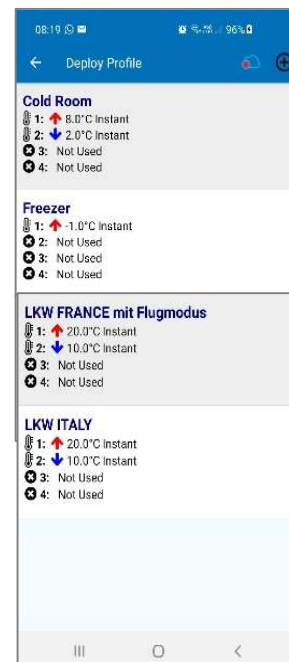 08:19 96%
Deploy Profile
Cold Room
1: 8.0°C Instant
2: 2.0°C Instant
3: Not Used
4: Not Used
Freezer
1: -1.0°C Instant
2: Not Used
3: Not Used
4: Not Used
LKW FRANCE mit Flugmodus
1: 20.0°C Instant
2: 10.0°C Instant
3: Not Used
4: Not Used
LKW ITALY
1: 20.0°C Instant
2: 10.0°C Instant
3: Not Used
4: Not Used